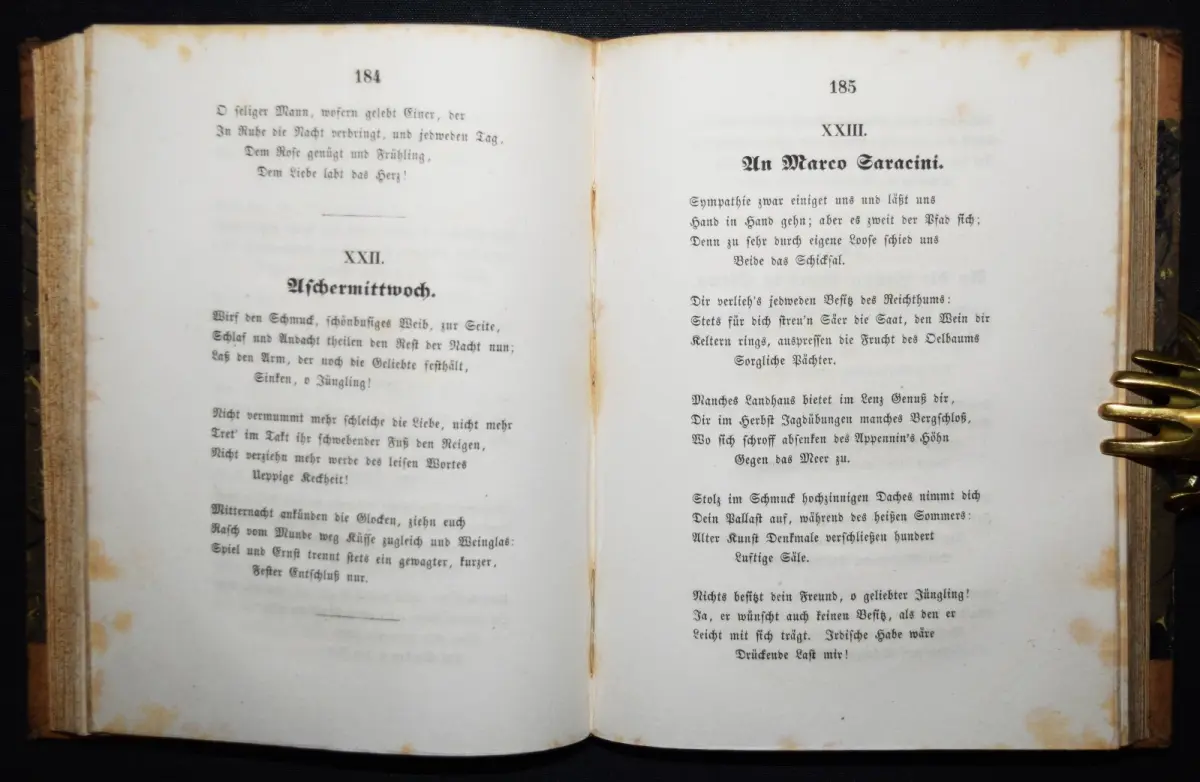 184
O seliger Mann, wofern gelebt Einer, der
In Ruhe die Nacht verbringt, und jedweden Tag,
Dem Rose genügt und Frühling,
Dem Liebe labt das Herz!
XXII.
Aschermittwoch.
Wirf den Schmuck, schönbusiges Weib, zur Seite,
Schlaf und Andacht theilen den Rest der Nacht nun;
Laß den Arm, der noch die Geliebte festhält,
Sinken, o Jüngling!
Nicht vermummt mehr schleiche die Liebe, nicht mehr
Tret' im Takt ihr schwebender Fuß den Reigen,
Nicht verziehn mehr werde des leisen Wortes
Ueppige Keckheit!
Mitternacht ankünden die Glocken, ziehn euch
Rasch vom Munde weg Küsse zugleich und Weinglas:
Spiel und Ernst trennt stets ein gewagter, kurzer,
Fester Entschluß nur.
185
XXIII.
An Marco Saracini.
Sympathie zwar einiget uns und läßt uns
Hand in Hand gehn; aber es zweit der Pfad sich;
Denn zu sehr durch eigene Loose schied uns
Beide das Schicksal.
Dir verlieh's jedweden Besitz des Reichthums:
Stets für dich streu'n Säer die Saat, den Wein dir
Keltern rings, auspressen die Frucht des Oelbaums
Sorgliche Pächter.
Manches Landhaus bietet im Lenz Genuß dir,
Dir im Herbst Jagdübungen manches Bergschloß,
Wo sich schroff absenken des Appennin's Höhn
Gegen das Meer zu.
Stolz im Schmuck hochzinnigen Daches nimmt dich
Dein Pallast auf, während des heißen Sommers:
Alter Kunst Denkmale verschließen hundert
Luftige Säle.
Nichts besitzt dein Freund, o geliebter Jüngling!
Ja, er wünscht auch keinen Besitz, als den er
Leicht mit sich trägt. Irdische Habe wäre
Drückende Last mir!